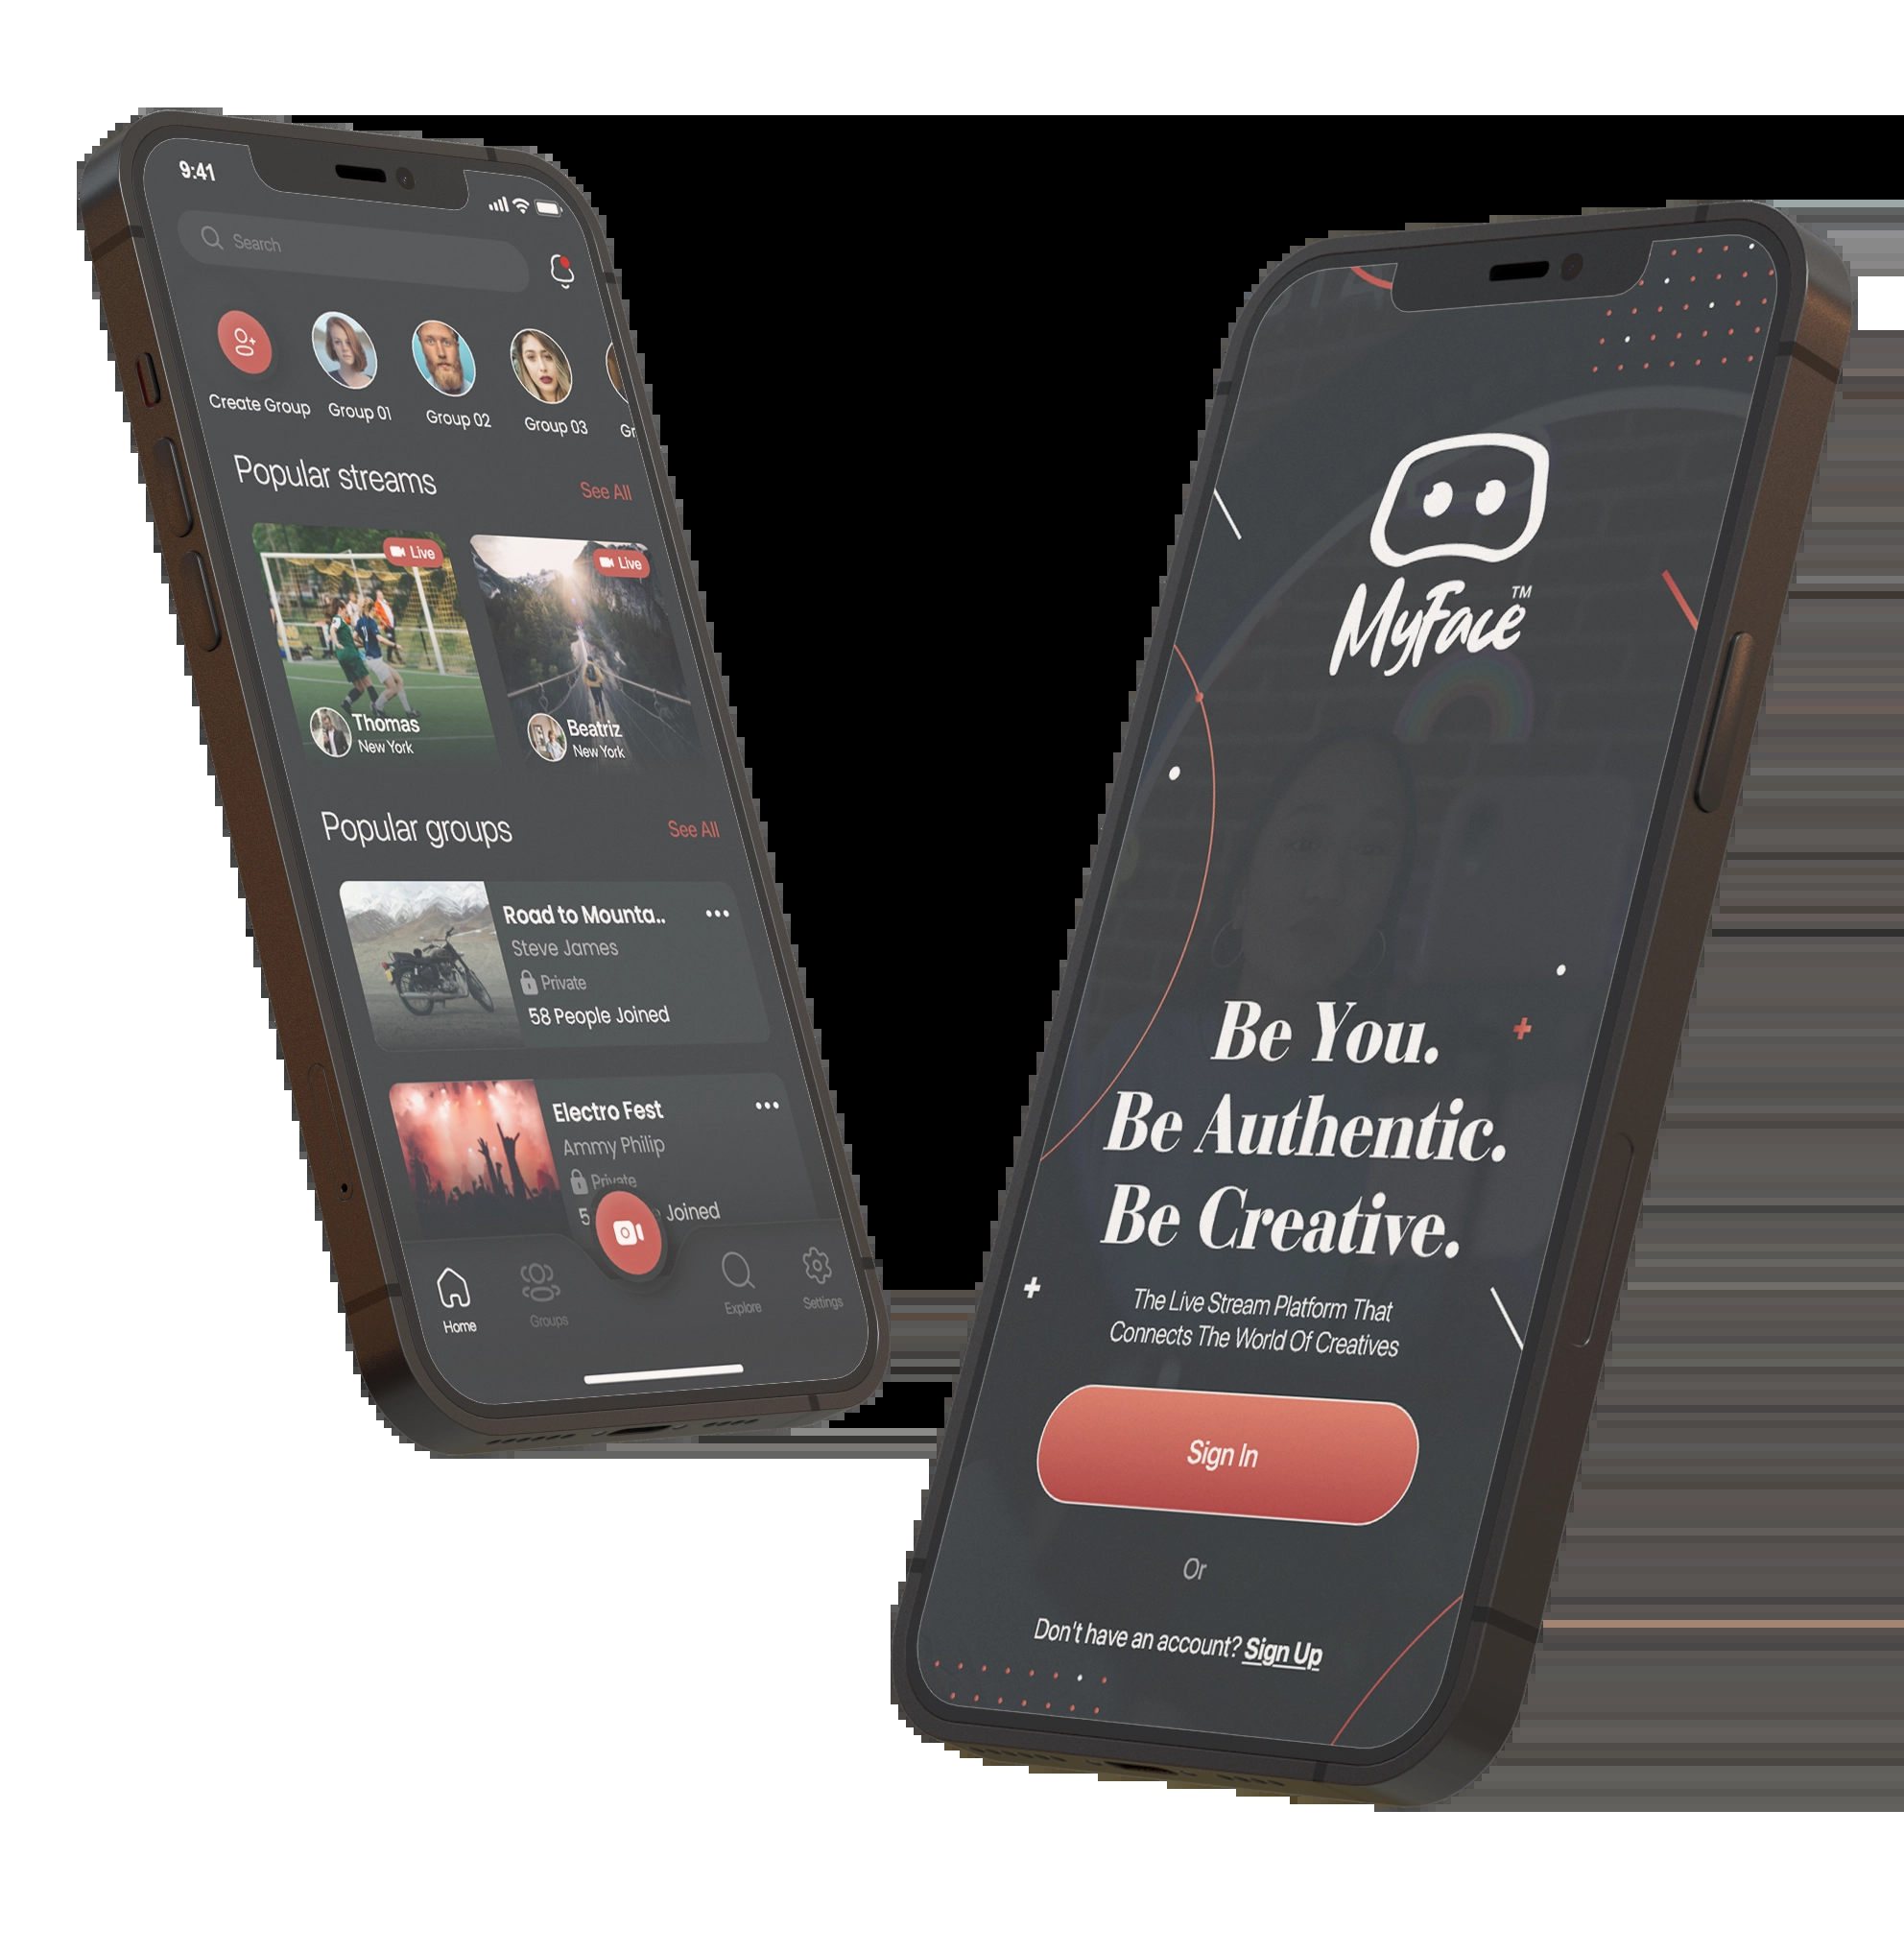 9:41
Search
Create Group
Group 01
Group 02
Group 03
Gr
Popular streams
See All
Live
Live
Thomas
New York
Beatriz
New York
Popular groups
See All
Road to Mounta..
Steve James
Private
58 People Joined
Electro Fest
Ammy Philip
Private
5
Joined
Home
Groups
Explore
Settings
MyFace™
Be You.
Be Authentic.
Be Creative.
The Live Stream Platform That
Connects The World Of Creatives
Sign In
Or
Don't have an account? Sign Up